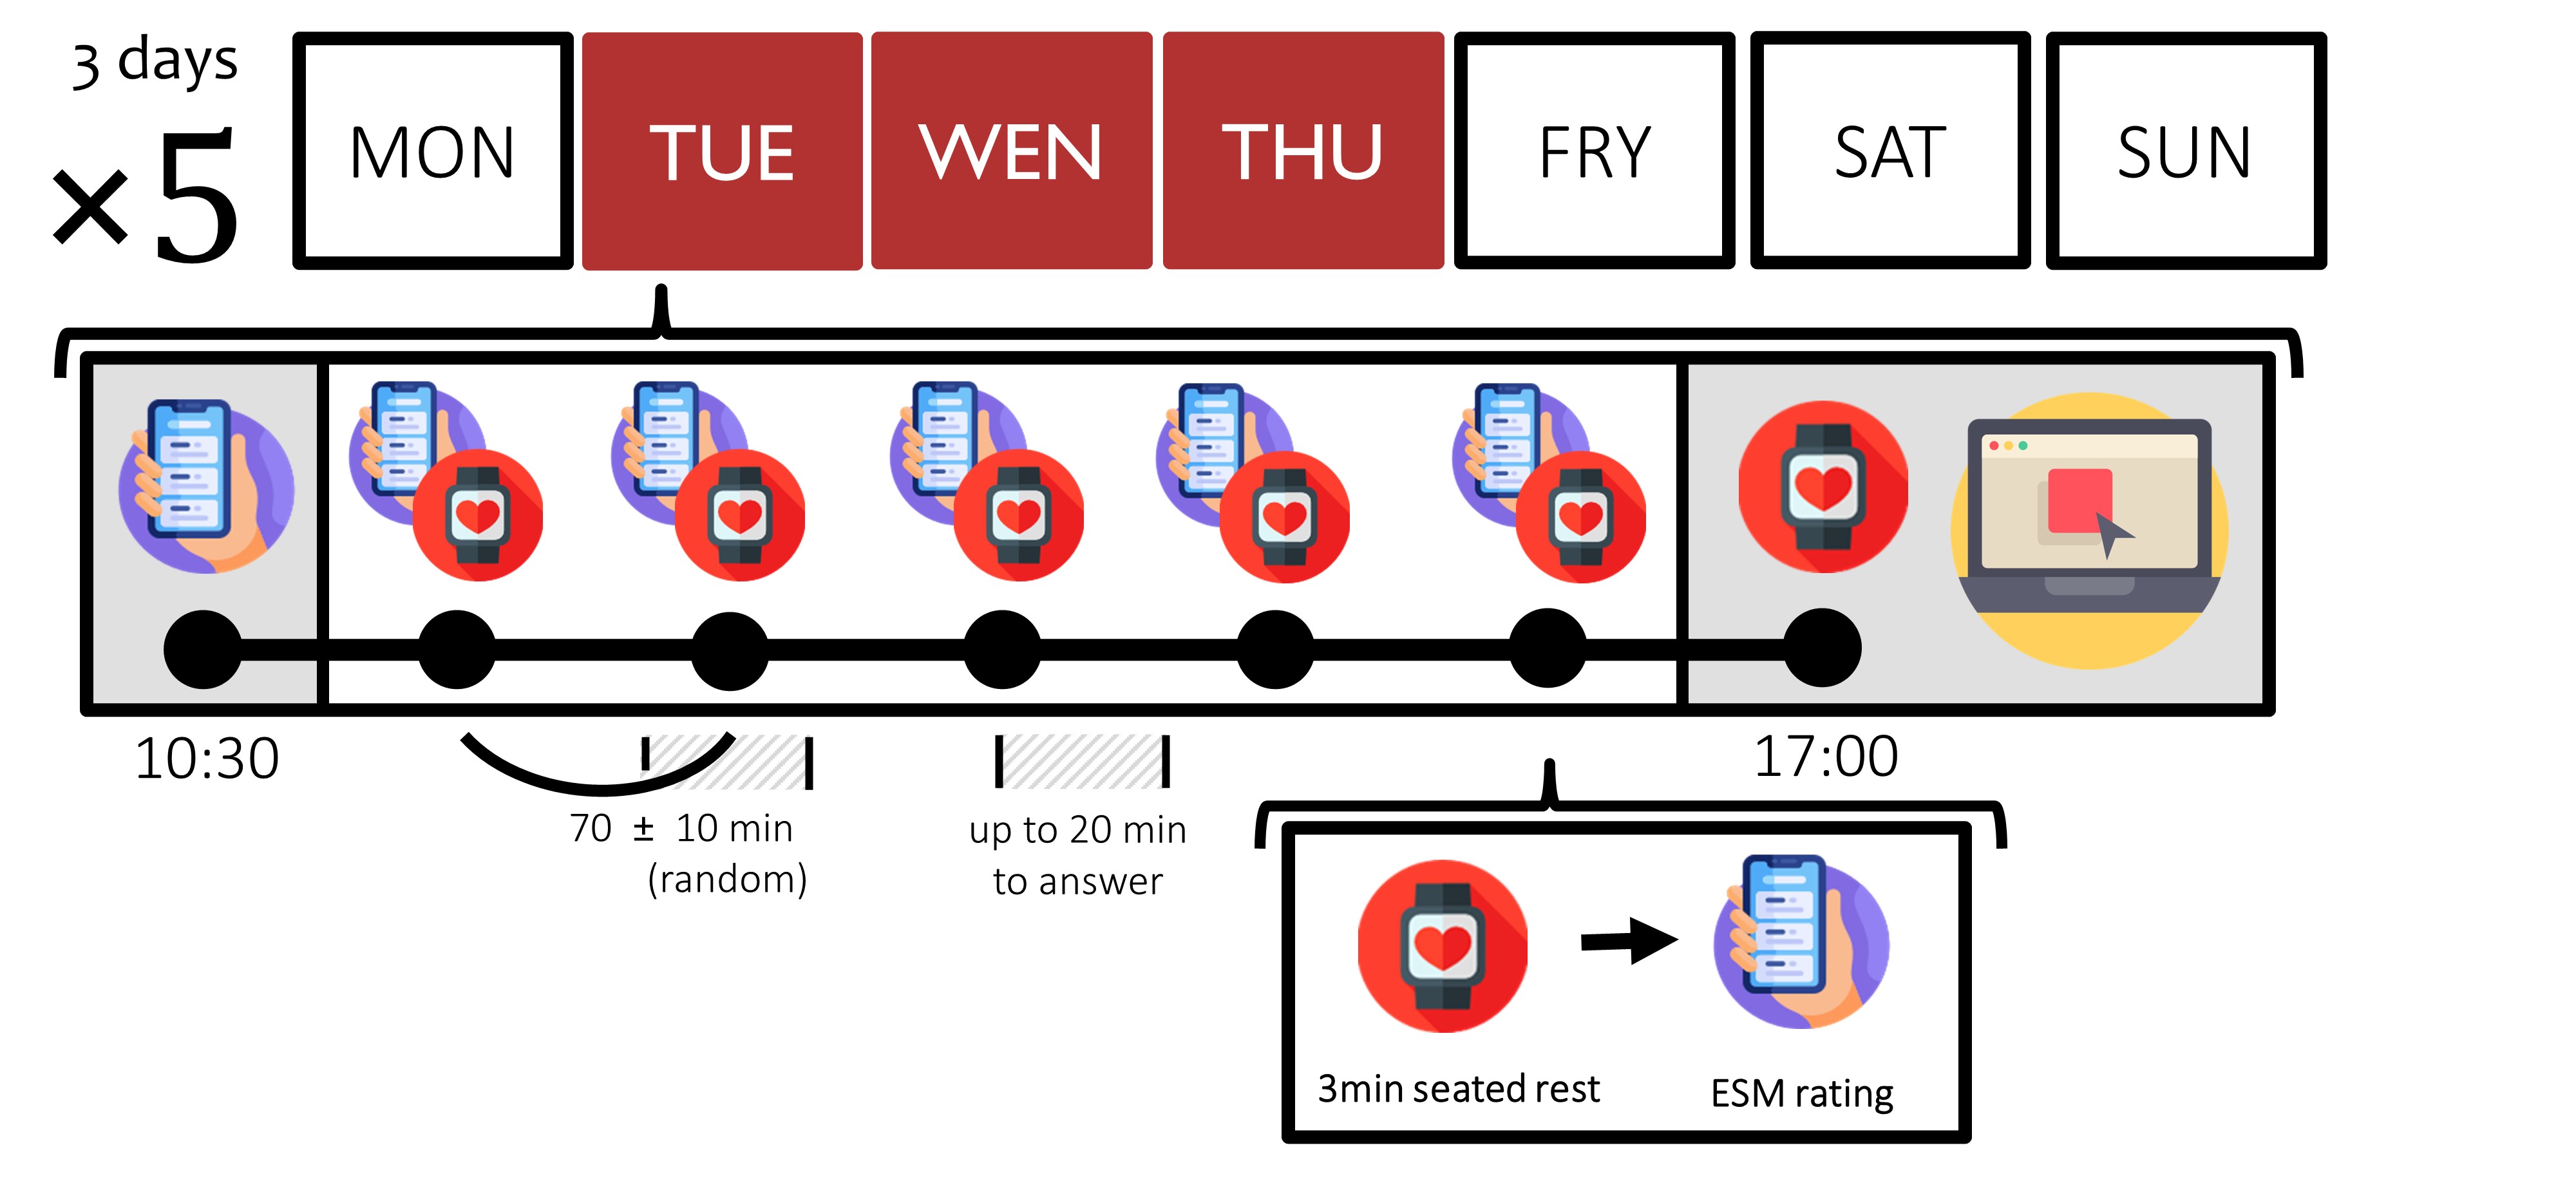 3 days
×5
MON
TUE
WEN
THU
FRY
SAT
SUN
10:30
17:00
70 ± 10 min
(random)
up to 20 min
to answer
3min seated rest
ESM rating